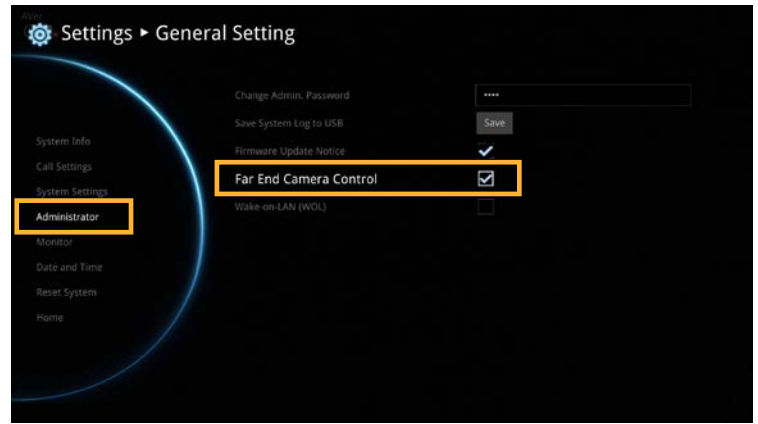 AVer
Settings ▸ General Setting
Change Admin. Password ••••
Save System Log to USB Save
System Info
Firmware Update Notice
Call Settings
Far End Camera Control
System Settings
Wake-on-LAN (WOL)
Administrator
Monitor
Date and Time
Reset System
Home